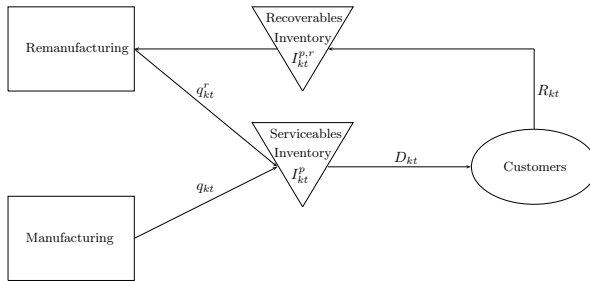 Recoverables
Inventory
$I_{kt}^{p,r}$
Remanufacturing
$q_{kt}^{r}$
$R_{kt}$
Serviceables
Inventory
$I_{kt}^{p}$
$D_{kt}$
Customers
$q_{kt}$
Manufacturing